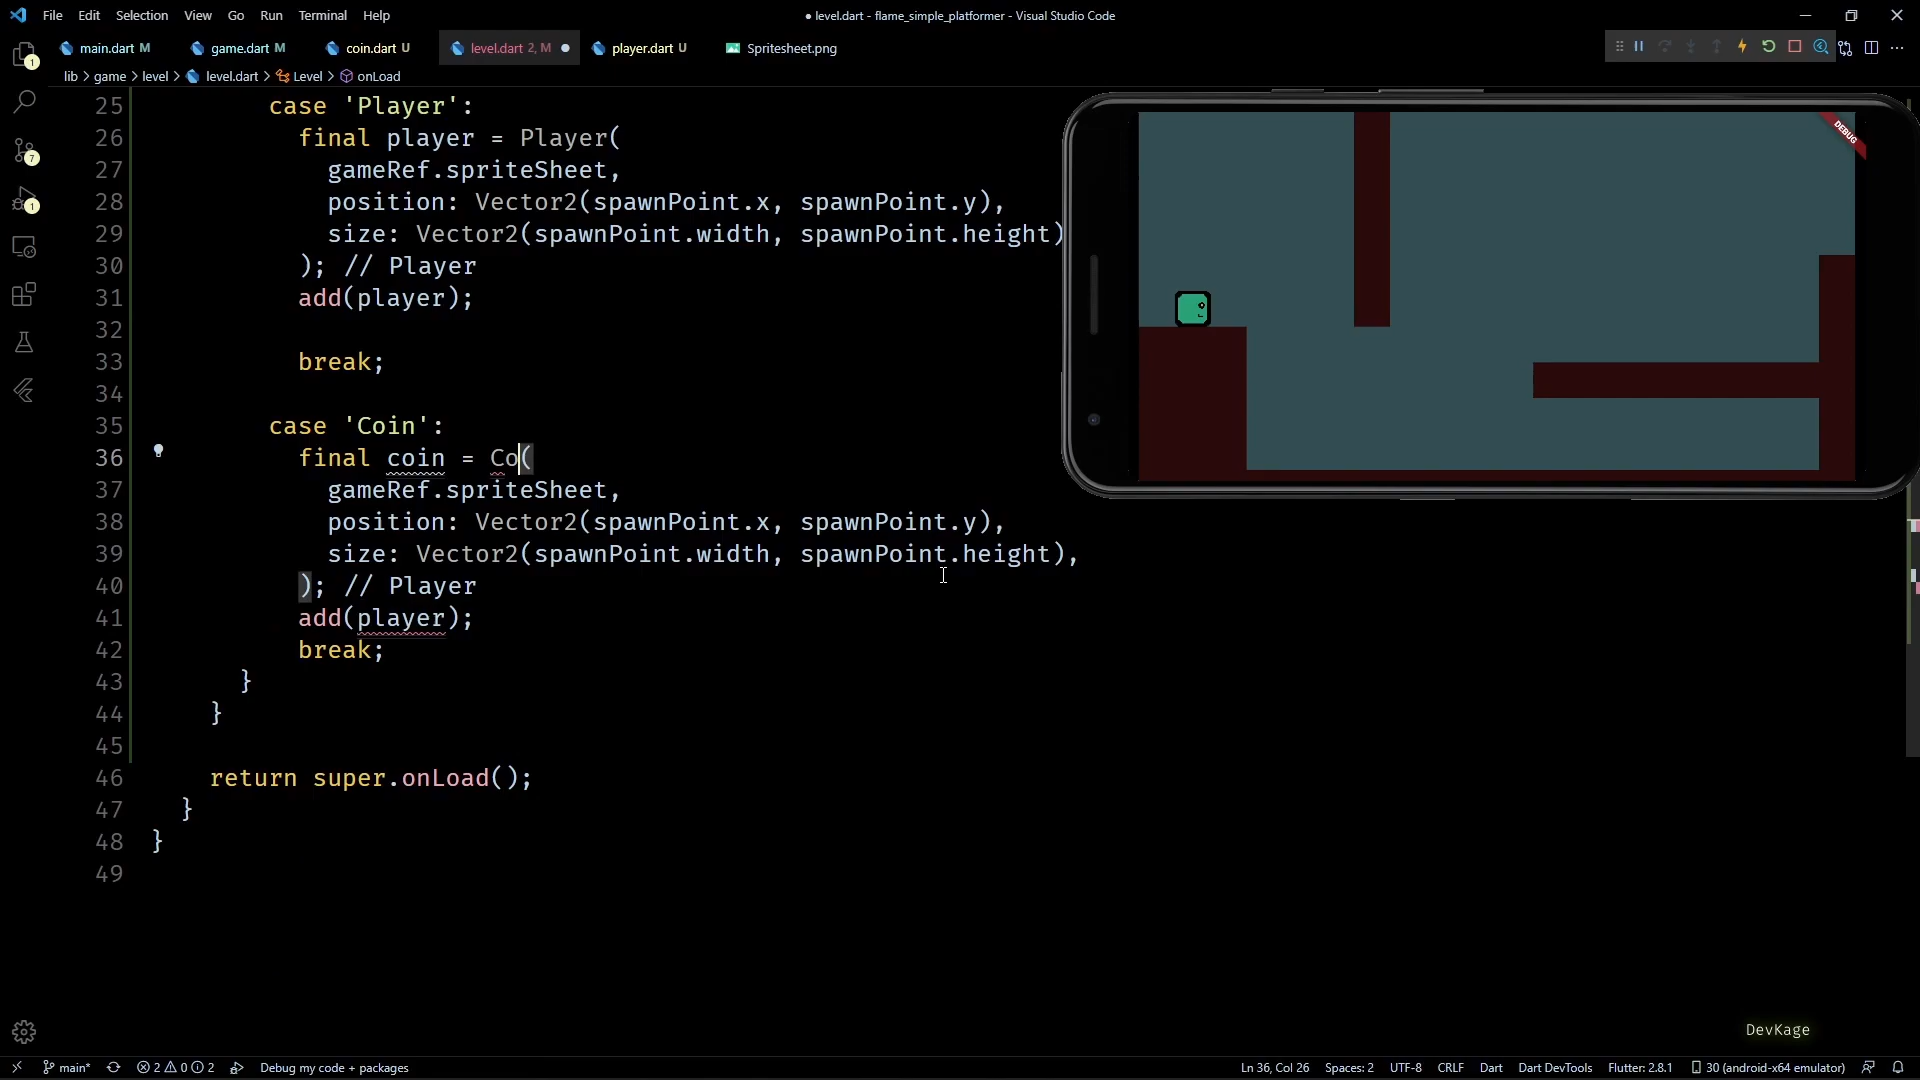 File Edit Selection View Go Run Terminal Help
● level.dart - flame_simple_platformer - Visual Studio Code
main.dart M game.dart M coin.dart U level.dart 2, M ● player.dart U Spritesheet.png
lib > game > level > level.dart > Level > onLoad
25 case 'Player':
26 final player = Player(
27 gameRef.spriteSheet,
28 position: Vector2(spawnPoint.x, spawnPoint.y),
29 size: Vector2(spawnPoint.width, spawnPoint.height)
30 ); // Player
31 add(player);
32
33 break;
34
35 case 'Coin':
36 final coin = Co(
37 gameRef.spriteSheet,
38 position: Vector2(spawnPoint.x, spawnPoint.y),
39 size: Vector2(spawnPoint.width, spawnPoint.height),
40 ); // Player
41 add(player);
42 break;
43 }
44 }
45
46 return super.onLoad();
47 }
48 }
49
DEBUG
1
7
1
DevKage
main* 2 0 2 Debug my code + packages Ln 36, Col 26 Spaces: 2 UTF-8 CRLF Dart Dart DevTools Flutter: 2.8.1 30 (android-x64 emulator)